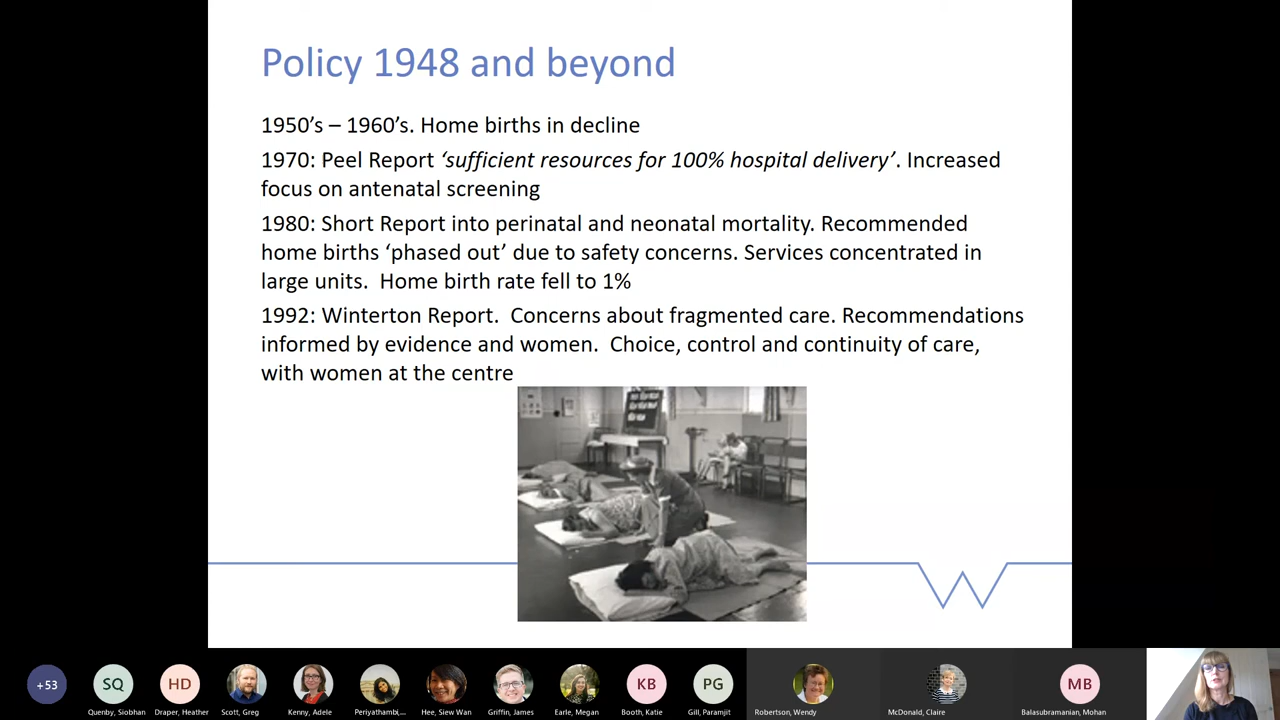 Policy 1948 and beyond
1950’s – 1960’s. Home births in decline
1970: Peel Report ‘sufficient resources for 100% hospital delivery’. Increased
focus on antenatal screening
1980: Short Report into perinatal and neonatal mortality. Recommended
home births ‘phased out’ due to safety concerns. Services concentrated in
large units.  Home birth rate fell to 1%
1992: Winterton Report.  Concerns about fragmented care. Recommendations
informed by evidence and women.  Choice, control and continuity of care,
with women at the centre
+53
SQ
HD
KB
PG
MB
Quenby, Siobhan
Draper, Heather
Scott, Greg
Kenny, Adele
Periyathambi,...
Hee, Siew Wan
Griffin, James
Earle, Megan
Booth, Katie
Gill, Paramjit
Robertson, Wendy
McDonald, Claire
Balasubramanian, Mohan